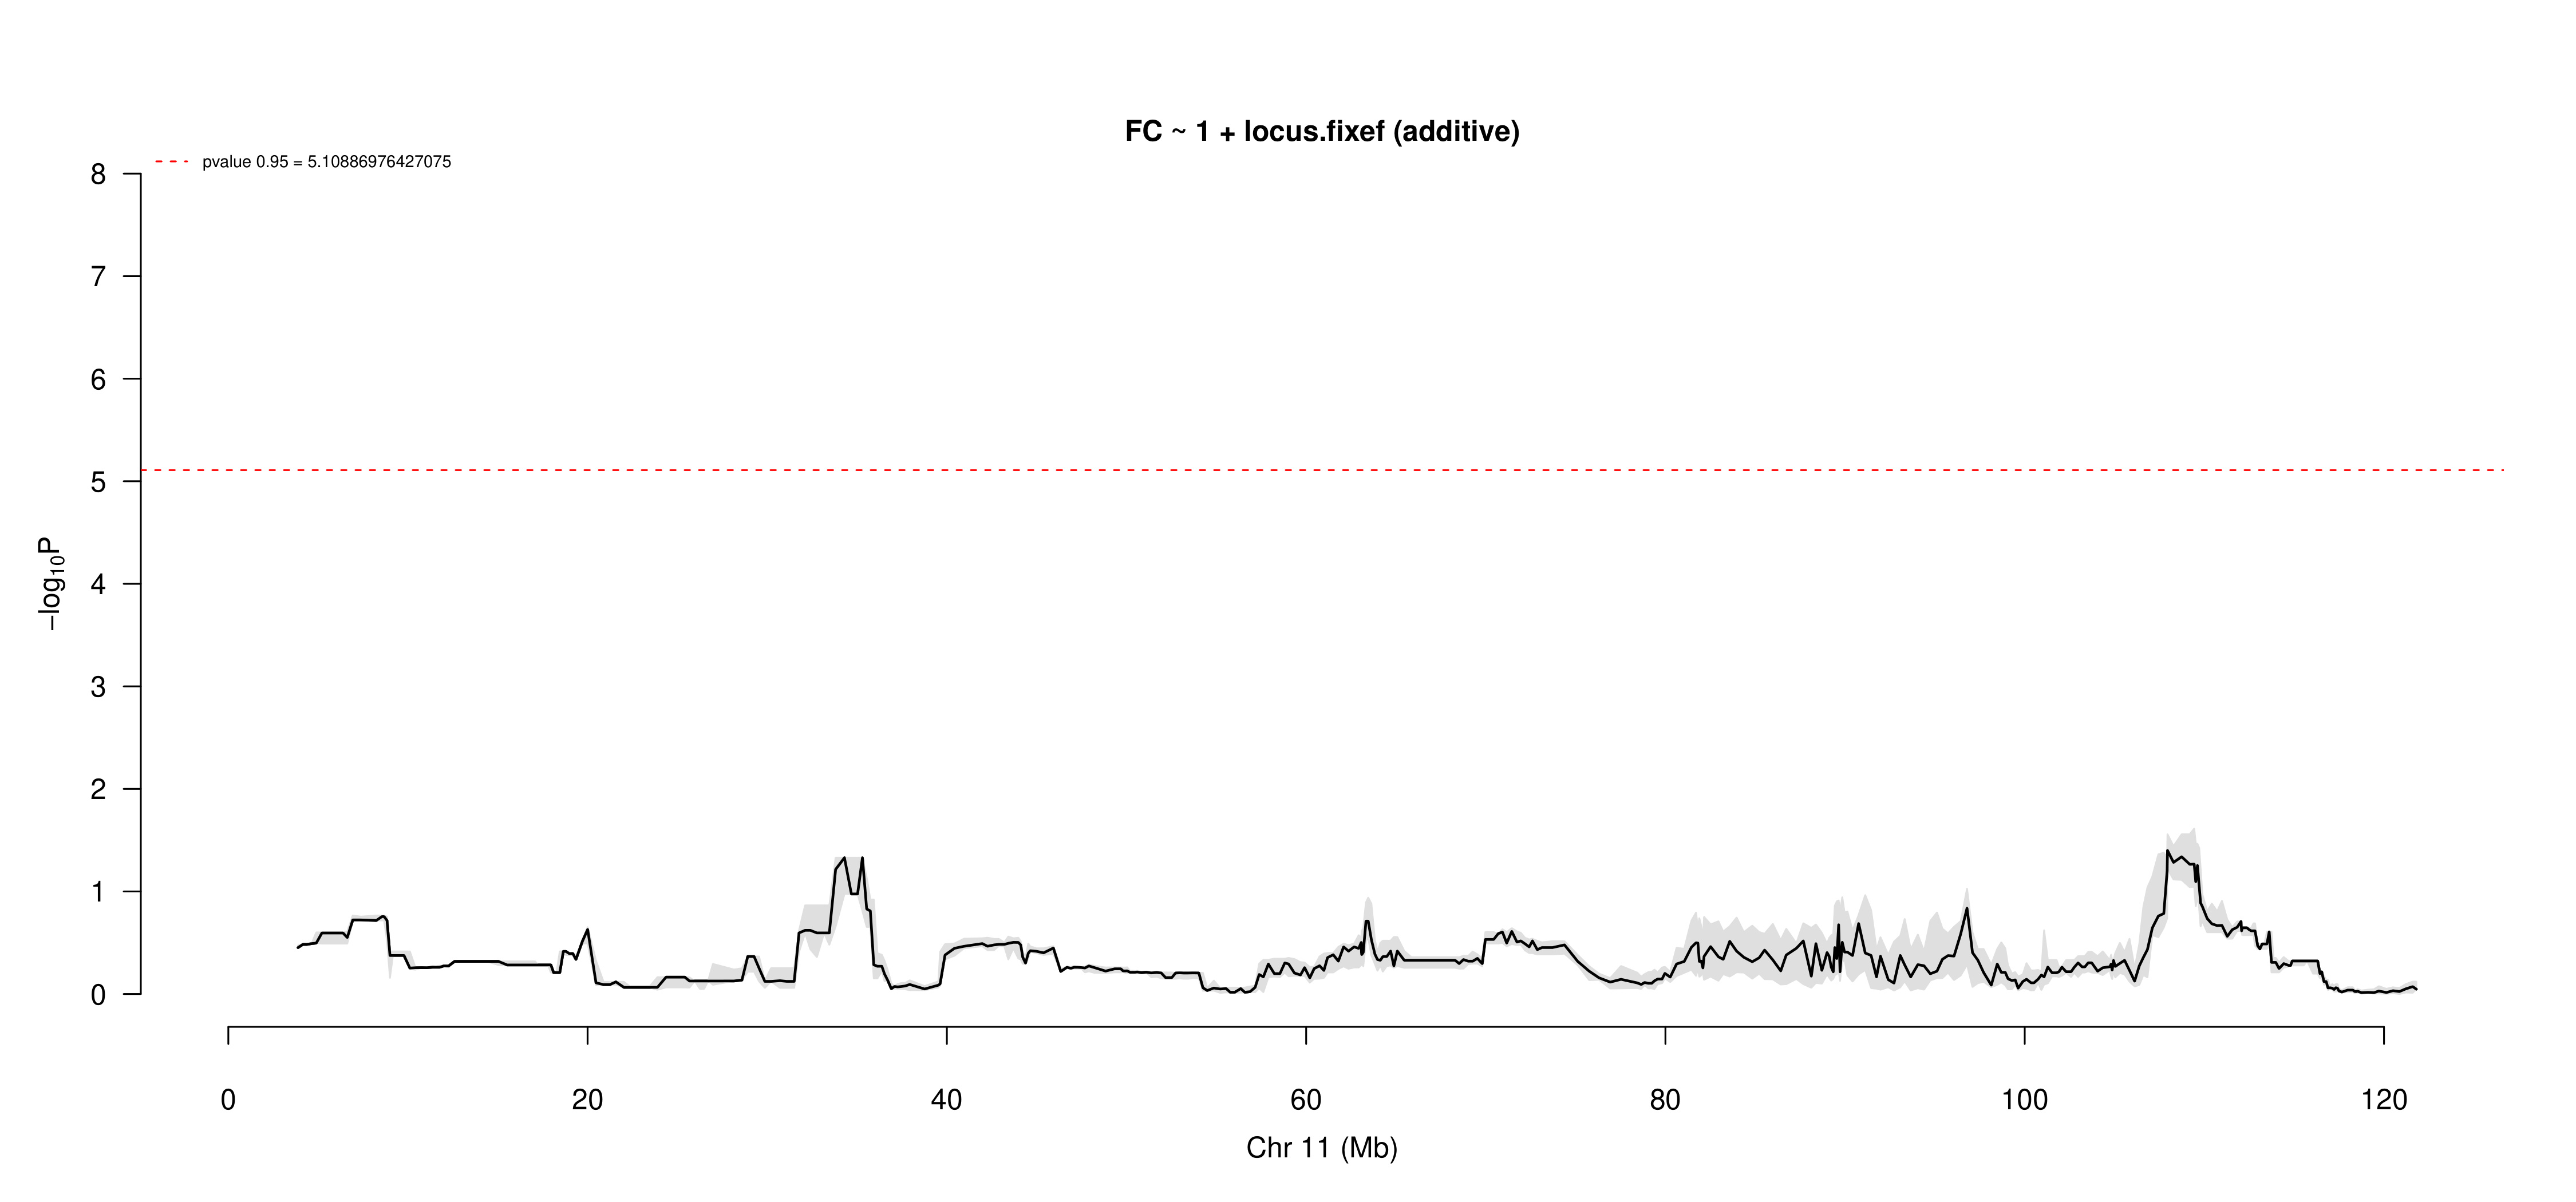 FC ~ 1 + locus.fixef (additive)
pvalue 0.95 = 5.10886976427075
8
7
6
5
4
3
2
1
0
−log10P
0 20 40 60 80 100 120
Chr 11 (Mb)